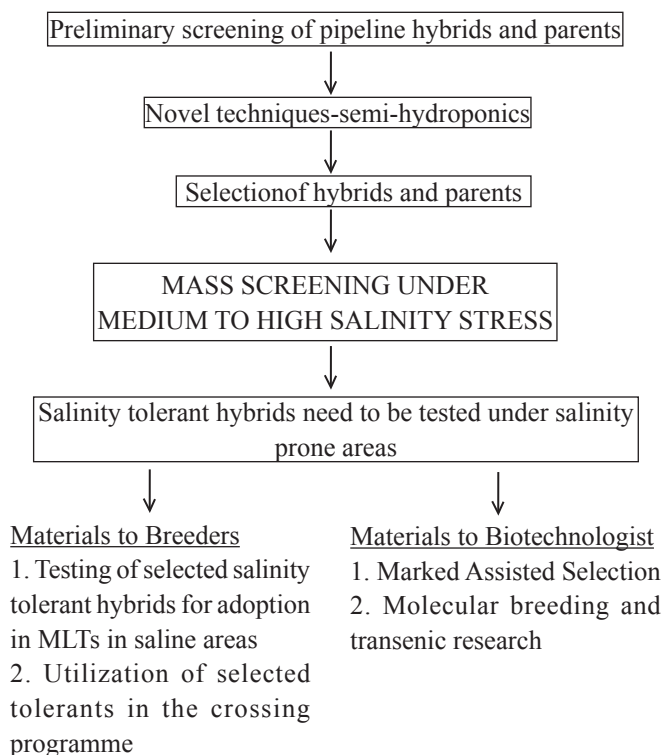 Preliminary screening of pipeline hybrids and parents
Novel techniques-semi-hydroponics
Selectionof hybrids and parents
MASS SCREENING UNDER
MEDIUM TO HIGH SALINITY STRESS
Salinity tolerant hybrids need to be tested under salinity
prone areas
Materials to Breeders
1. Testing of selected salinity
tolerant hybrids for adoption
in MLTs in saline areas
2. Utilization of selected
tolerants in the crossing
programme
Materials to Biotechnologist
1. Marked Assisted Selection
2. Molecular breeding and
transenic research